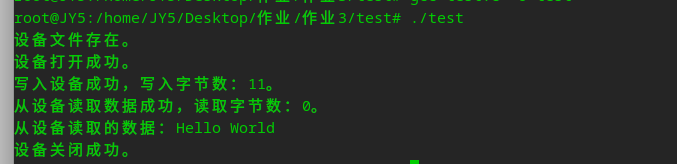 root@JY5:/home/JY5/Desktop/作业/作业3/test# ./test
设备文件存在。
设备打开成功。
写入设备成功，写入字节数：11。
从设备读取数据成功，读取字节数：0。
从设备读取的数据：Hello World
设备关闭成功。